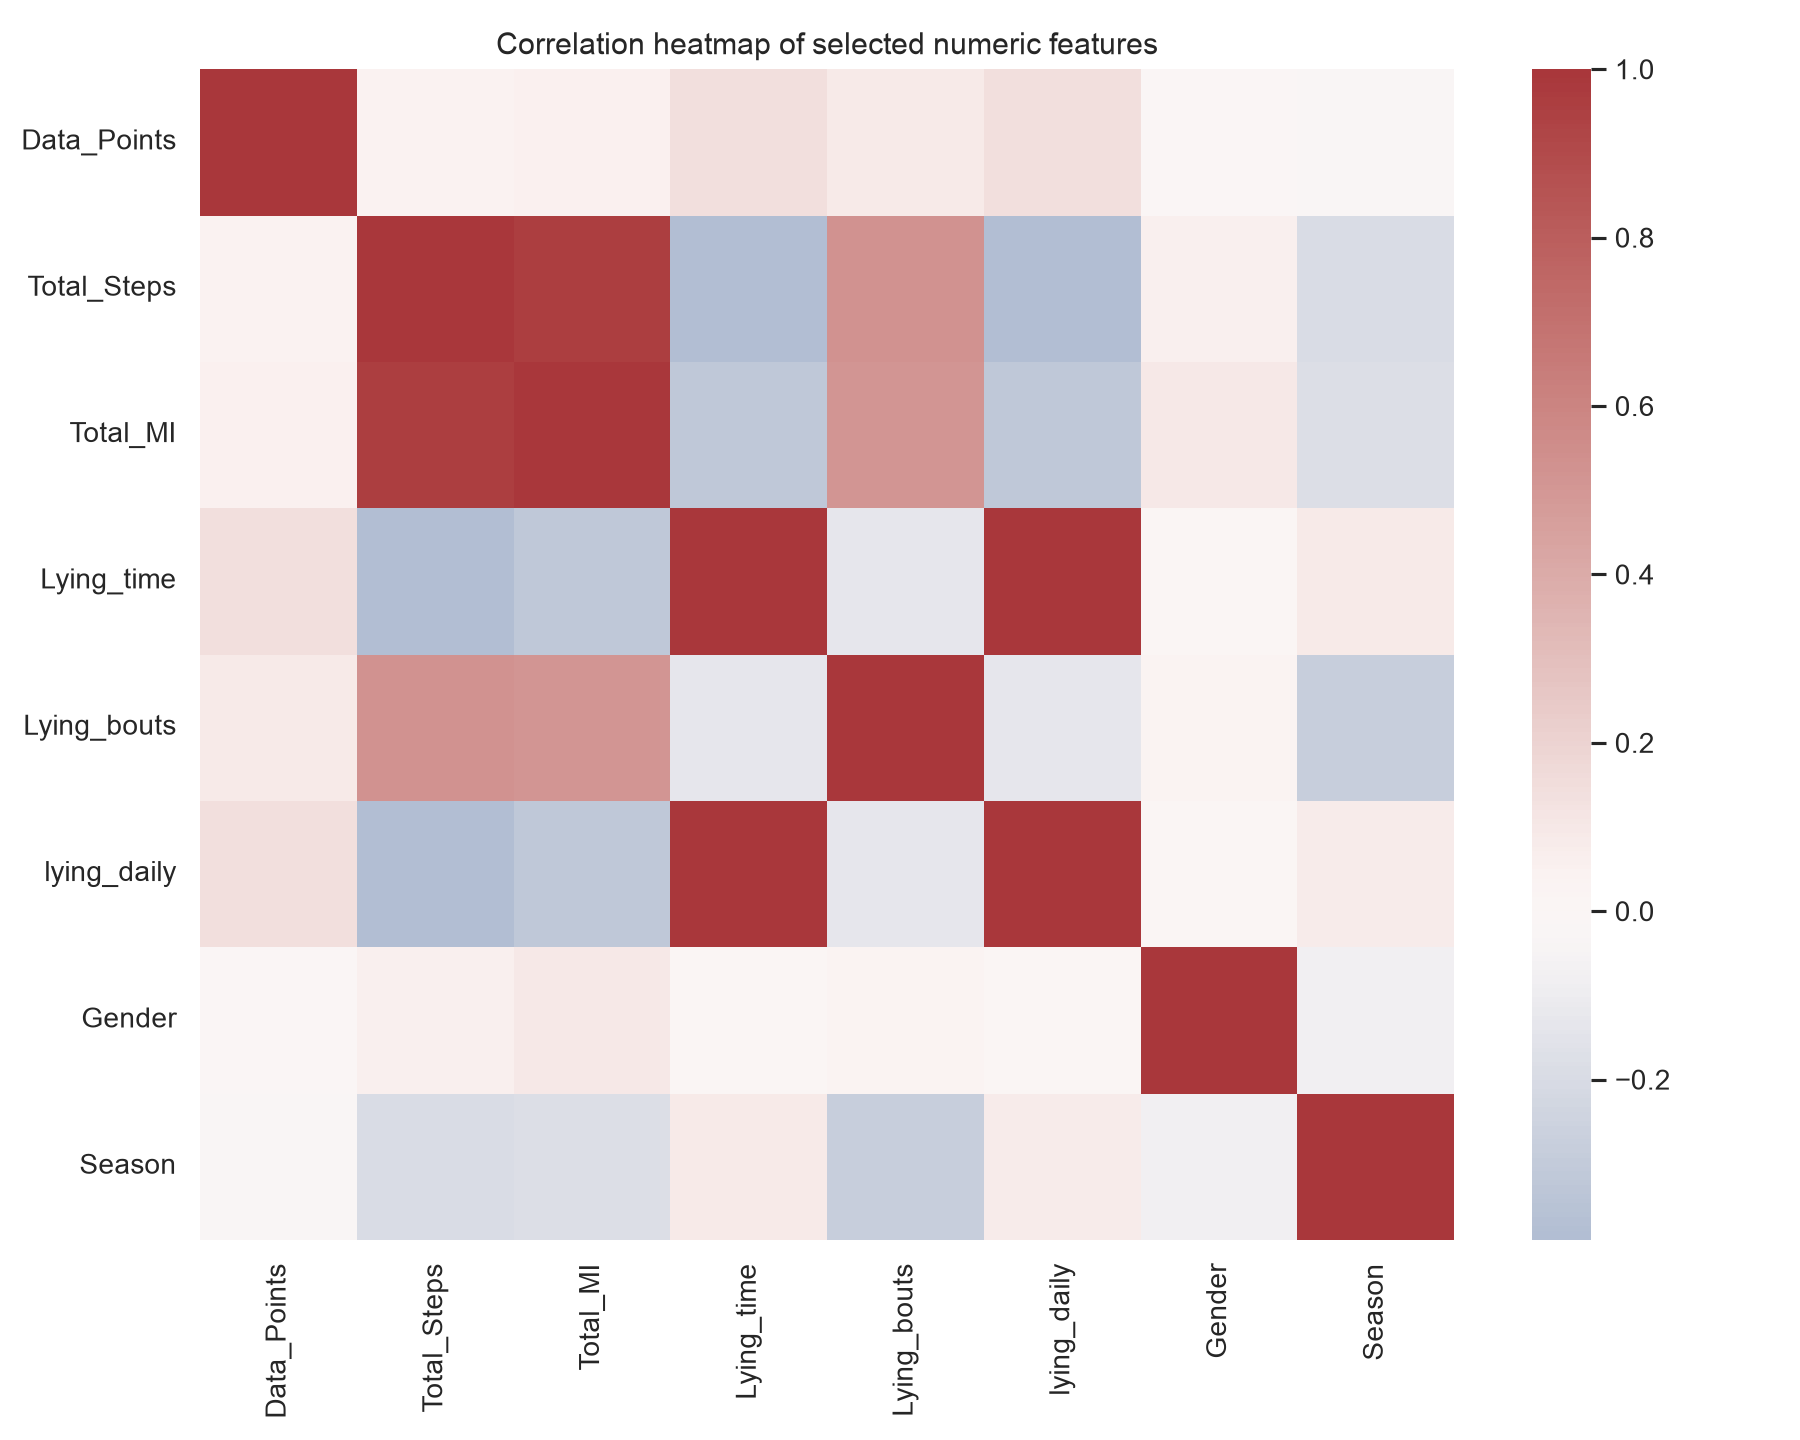 Correlation heatmap of selected numeric features
Data_Points
Total_Steps
Total_MI
Lying_time
Lying_bouts
lying_daily
Gender
Season
Data_Points
Total_Steps
Total_MI
Lying_time
Lying_bouts
lying_daily
Gender
Season
1.0
0.8
0.6
0.4
0.2
0.0
−0.2